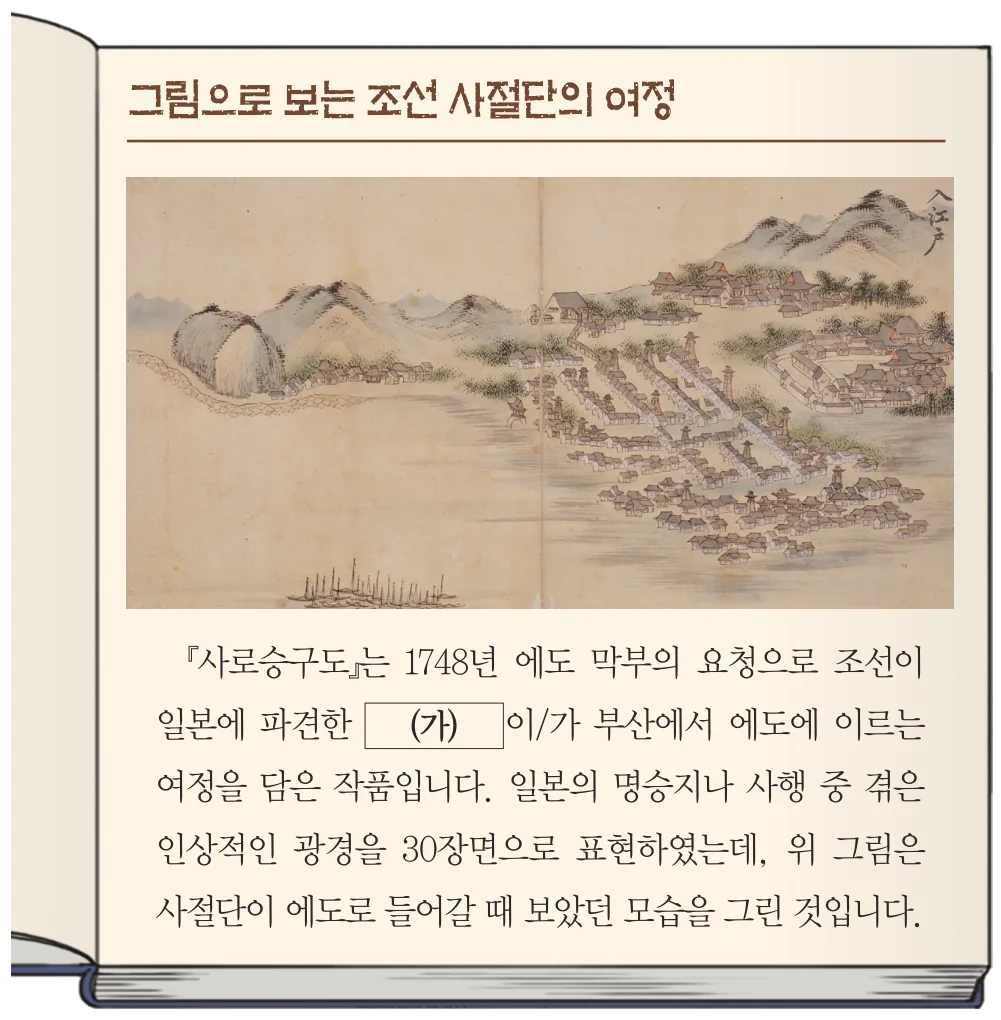 그림으로 보는 조선 사절단의 여정
入江戶
『사로승구도』는 1748년 에도 막부의 요청으로 조선이
일본에 파견한 (가) 이/가 부산에서 에도에 이르는
여정을 담은 작품입니다. 일본의 명승지나 사행 중 겪은
인상적인 광경을 30장면으로 표현하였는데, 위 그림은
사절단이 에도로 들어갈 때 보았던 모습을 그린 것입니다.